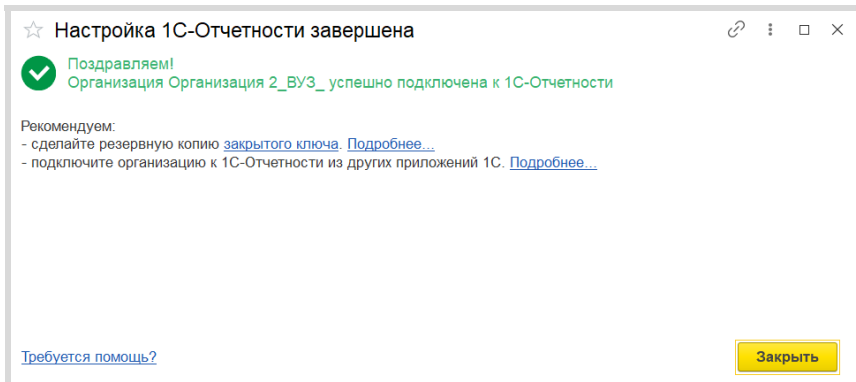 Настройка 1С-Отчетности завершена
Поздравляем!
Организация Организация 2_ВУЗ_ успешно подключена к 1С-Отчетности
Рекомендуем:
- сделайте резервную копию закрытого ключа. Подробнее...
- подключите организацию к 1С-Отчетности из других приложений 1С. Подробнее...
Требуется помощь?
Закрыть